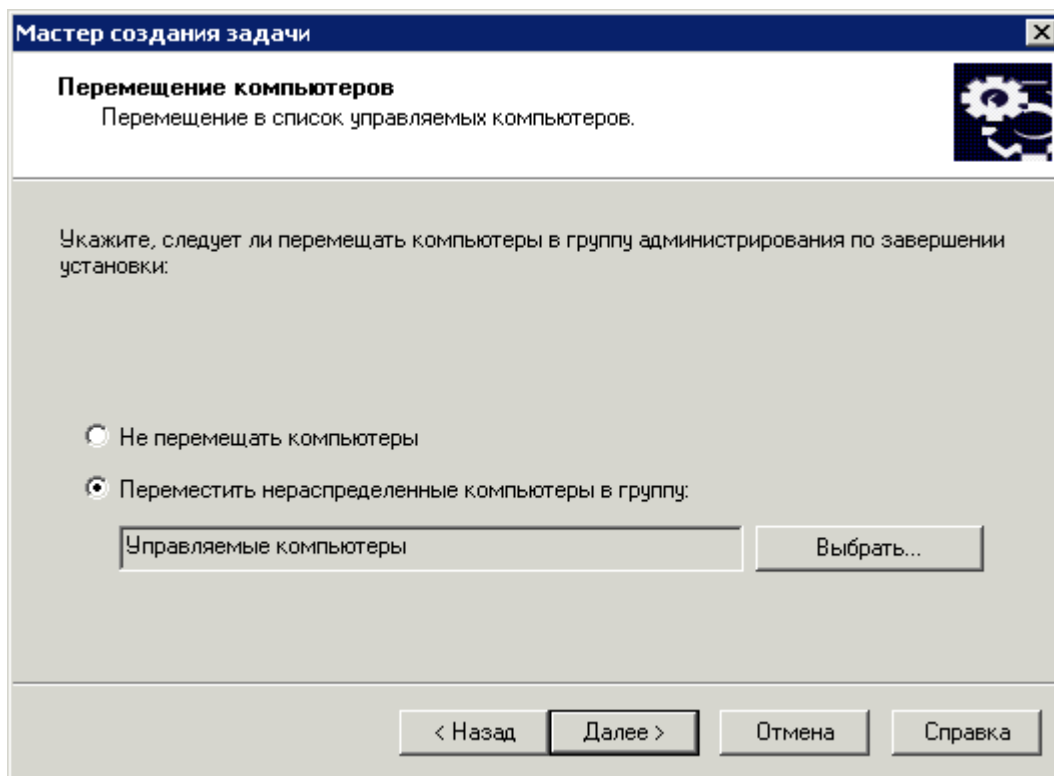 Мастер создания задачи
Перемещение компьютеров
Перемещение в список управляемых компьютеров.
Укажите, следует ли перемещать компьютеры в группу администрирования по завершении
установки:
Не перемещать компьютеры
Переместить нераспределенные компьютеры в группу:
Управляемые компьютеры
Выбрать...
< Назад
Далее >
Отмена
Справка